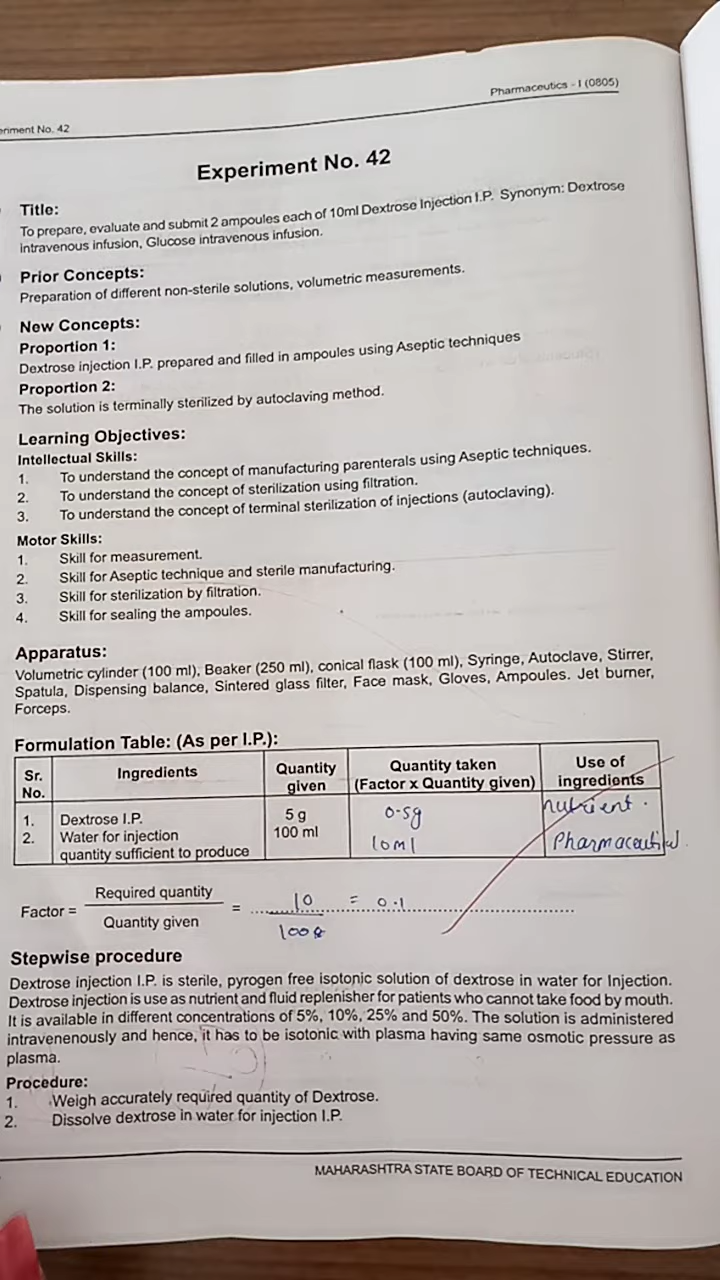 Pharmaceutics - I (0805)
eriment No. 42
Experiment No. 42
Title:
To prepare, evaluate and submit 2 ampoules each of 10ml Dextrose Injection I.P. Synonym: Dextrose
intravenous infusion, Glucose intravenous infusion.
Prior Concepts:
Preparation of different non-sterile solutions, volumetric measurements.
New Concepts:
Proportion 1:
Dextrose injection I.P. prepared and filled in ampoules using Aseptic techniques
Proportion 2:
The solution is terminally sterilized by autoclaving method.
Learning Objectives:
Intellectual Skills:
1. To understand the concept of manufacturing parenterals using Aseptic techniques.
2. To understand the concept of sterilization using filtration.
3. To understand the concept of terminal sterilization of injections (autoclaving).
Motor Skills:
1. Skill for measurement.
2. Skill for Aseptic technique and sterile manufacturing.
3. Skill for sterilization by filtration.
4. Skill for sealing the ampoules.
Apparatus:
Volumetric cylinder (100 ml), Beaker (250 ml), conical flask (100 ml), Syringe, Autoclave, Stirrer,
Spatula, Dispensing balance, Sintered glass filter, Face mask, Gloves, Ampoules. Jet burner,
Forceps.
Formulation Table: (As per I.P.):
Sr. No. Ingredients Quantity given Quantity taken (Factor x Quantity given) Use of ingredients
1. Dextrose I.P. 5 g 0.5g nutrient.
2. Water for injection 100 ml 10ml Pharmaceutical
quantity sufficient to produce
Factor = Required quantity / Quantity given = 10 / 100 = 0.1
Stepwise procedure
Dextrose injection I.P. is sterile, pyrogen free isotonic solution of dextrose in water for Injection.
Dextrose injection is use as nutrient and fluid replenisher for patients who cannot take food by mouth.
It is available in different concentrations of 5%, 10%, 25% and 50%. The solution is administered
intravenenously and hence, it has to be isotonic with plasma having same osmotic pressure as
plasma.
Procedure:
1. Weigh accurately required quantity of Dextrose.
2. Dissolve dextrose in water for injection I.P.
MAHARASHTRA STATE BOARD OF TECHNICAL EDUCATION